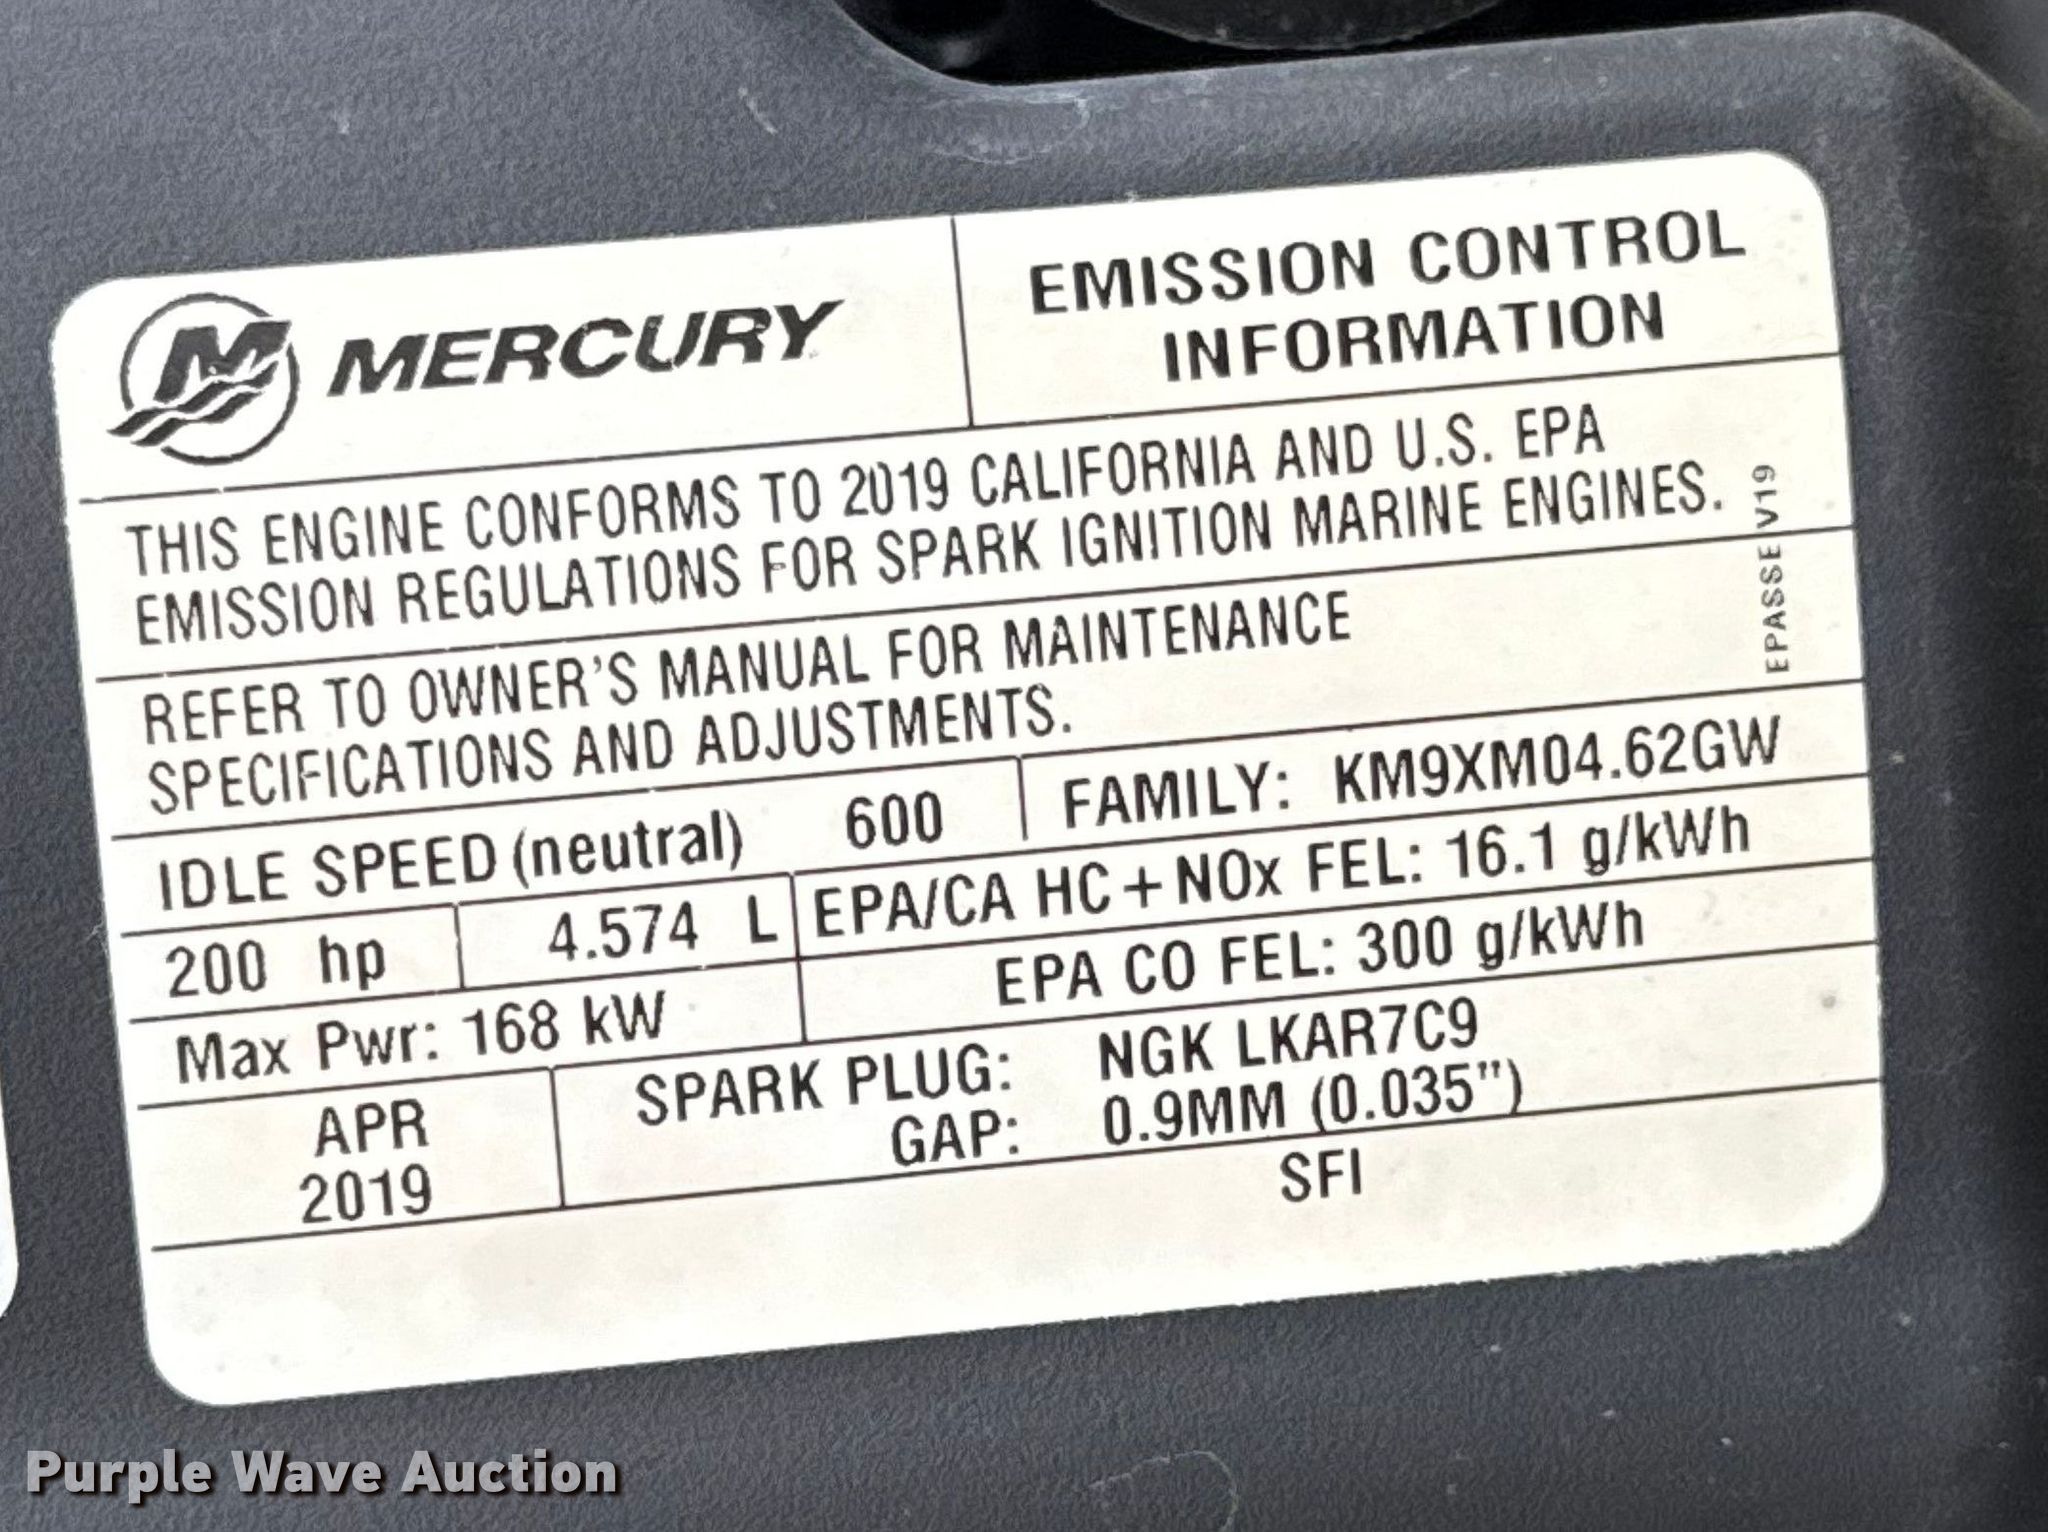 MERCURY
EMISSION CONTROL
INFORMATION
THIS ENGINE CONFORMS TO 2019 CALIFORNIA AND U.S. EPA
EMISSION REGULATIONS FOR SPARK IGNITION MARINE ENGINES.
EPASSE V19
REFER TO OWNER'S MANUAL FOR MAINTENANCE
SPECIFICATIONS AND ADJUSTMENTS.
IDLE SPEED (neutral) 600
FAMILY: KM9XM04.62GW
200 hp
4.574 L
EPA/CA HC+NOx FEL: 16.1 g/kWh
Max Pwr: 168 kW
EPA CO FEL: 300 g/kWh
APR
2019
SPARK PLUG: NGK LKAR7C9
GAP: 0.9MM (0.035")
SFI
Purple Wave Auction